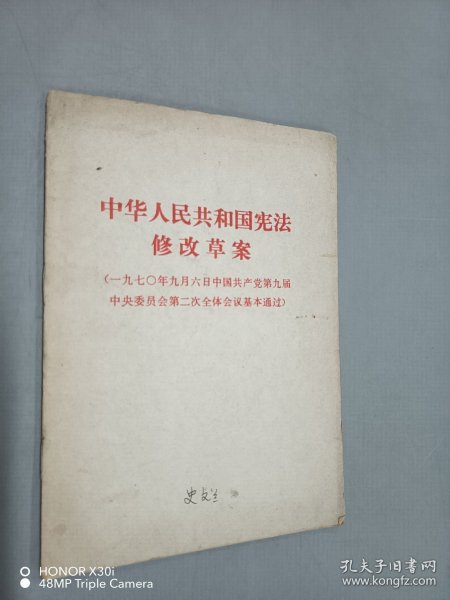 中华人民共和国宪法
修改草案
(一九七〇年九月六日中国共产党第九届
中央委员会第二次全体会议基本通过)
史友兰
HONOR X30i
48MP Triple Camera
孔夫子旧书网
www.kongfz.com